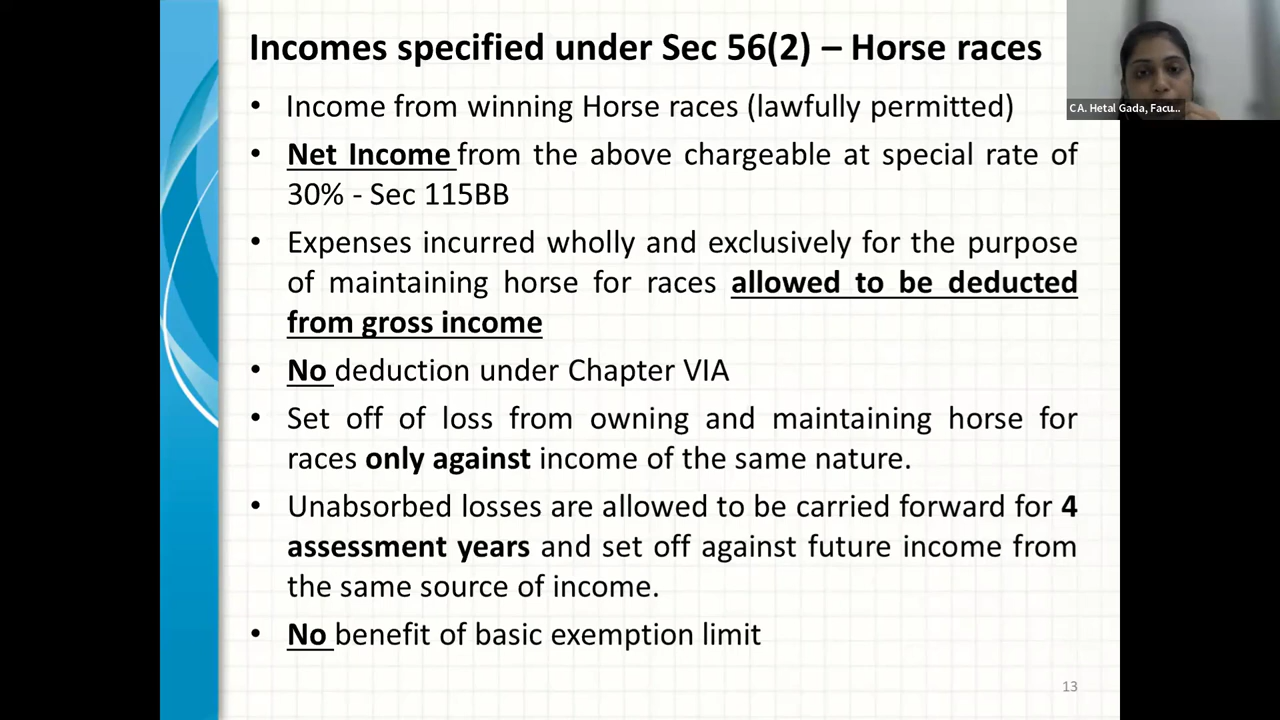 Incomes specified under Sec 56(2) – Horse races
CA. Hetal Gada, Facu...
• Income from winning Horse races (lawfully permitted)
• Net Income from the above chargeable at special rate of
30% - Sec 115BB
• Expenses incurred wholly and exclusively for the purpose
of maintaining horse for races allowed to be deducted
from gross income
• No deduction under Chapter VIA
• Set off of loss from owning and maintaining horse for
races only against income of the same nature.
• Unabsorbed losses are allowed to be carried forward for 4
assessment years and set off against future income from
the same source of income.
• No benefit of basic exemption limit
13